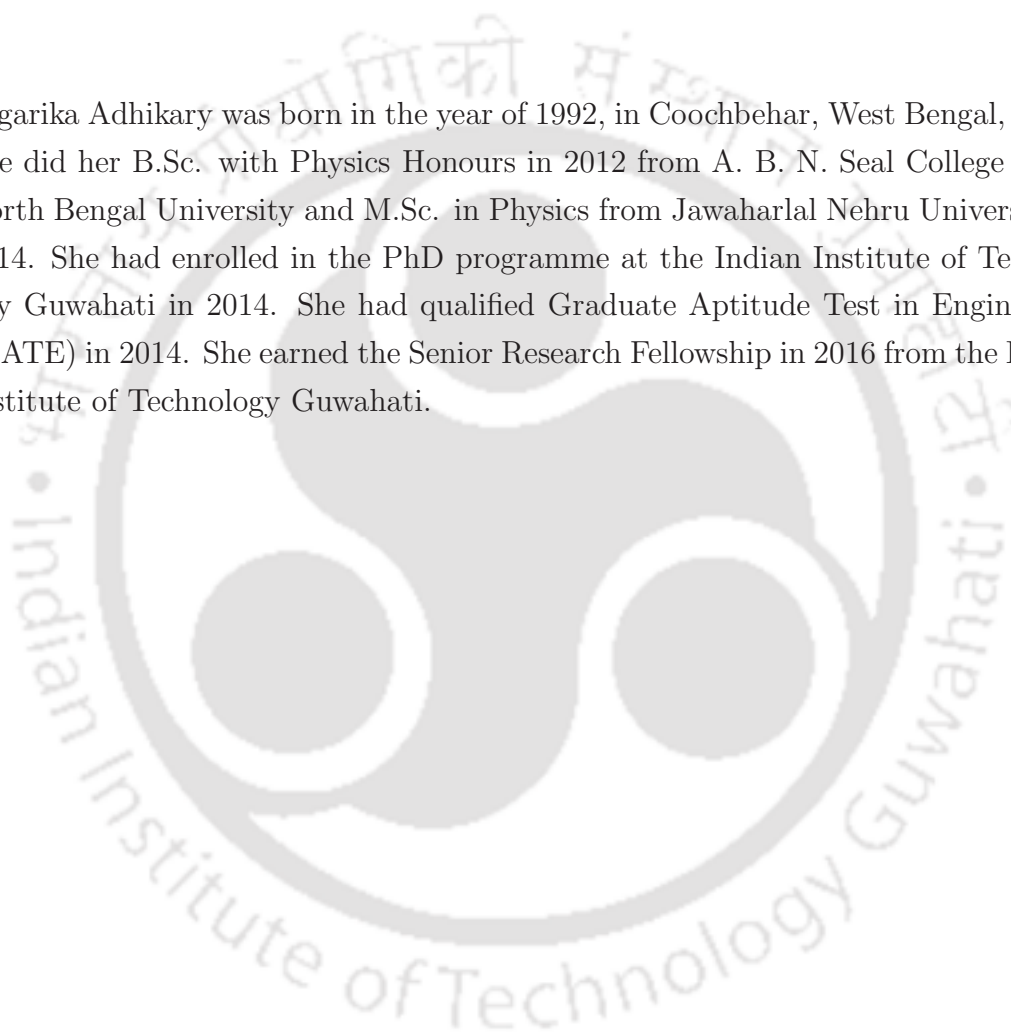 garika Adhikary was born in the year of 1992, in Coochbehar, West Bengal,
e did her B.Sc. with Physics Honours in 2012 from A. B. N. Seal College
orth Bengal University and M.Sc. in Physics from Jawaharlal Nehru Univers
14. She had enrolled in the PhD programme at the Indian Institute of Te
y Guwahati in 2014. She had qualified Graduate Aptitude Test in Engin
ATE) in 2014. She earned the Senior Research Fellowship in 2016 from the I
stitute of Technology Guwahati.
Indian Institute of Technology Guwahati